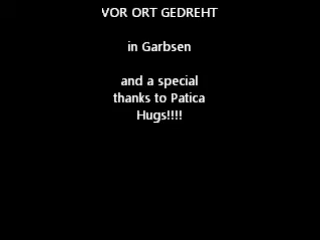 VOR ORT GEDREHT
in Garbsen
and a special
thanks to Patica
Hugs!!!!